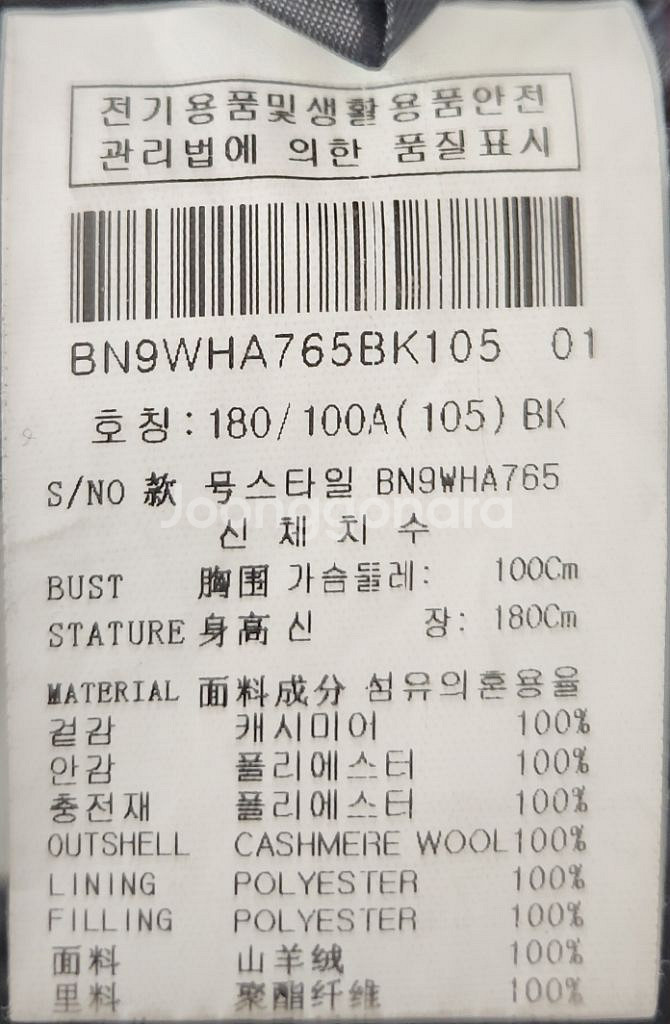 전기용품및생활용품안전
관리법에 의한 품질표시
BN9WHA765BK105 01
호칭:180/100A(105)BK
S/NO 款 号스타일 BN9WHA765
Joonggonara
신 체 치 수
BUST 胸围 가슴둘레: 100Cm
STATURE 身高 신 장: 180Cm
MATERIAL 面料成分 섬유의혼용율
겉감 캐시미어 100%
안감 폴리에스터 100%
충전재 폴리에스터 100%
OUTSHELL CASHMERE WOOL100%
LINING POLYESTER 100%
FILLING POLYESTER 100%
面料 山羊绒 100%
里料 聚酯纤维 100%